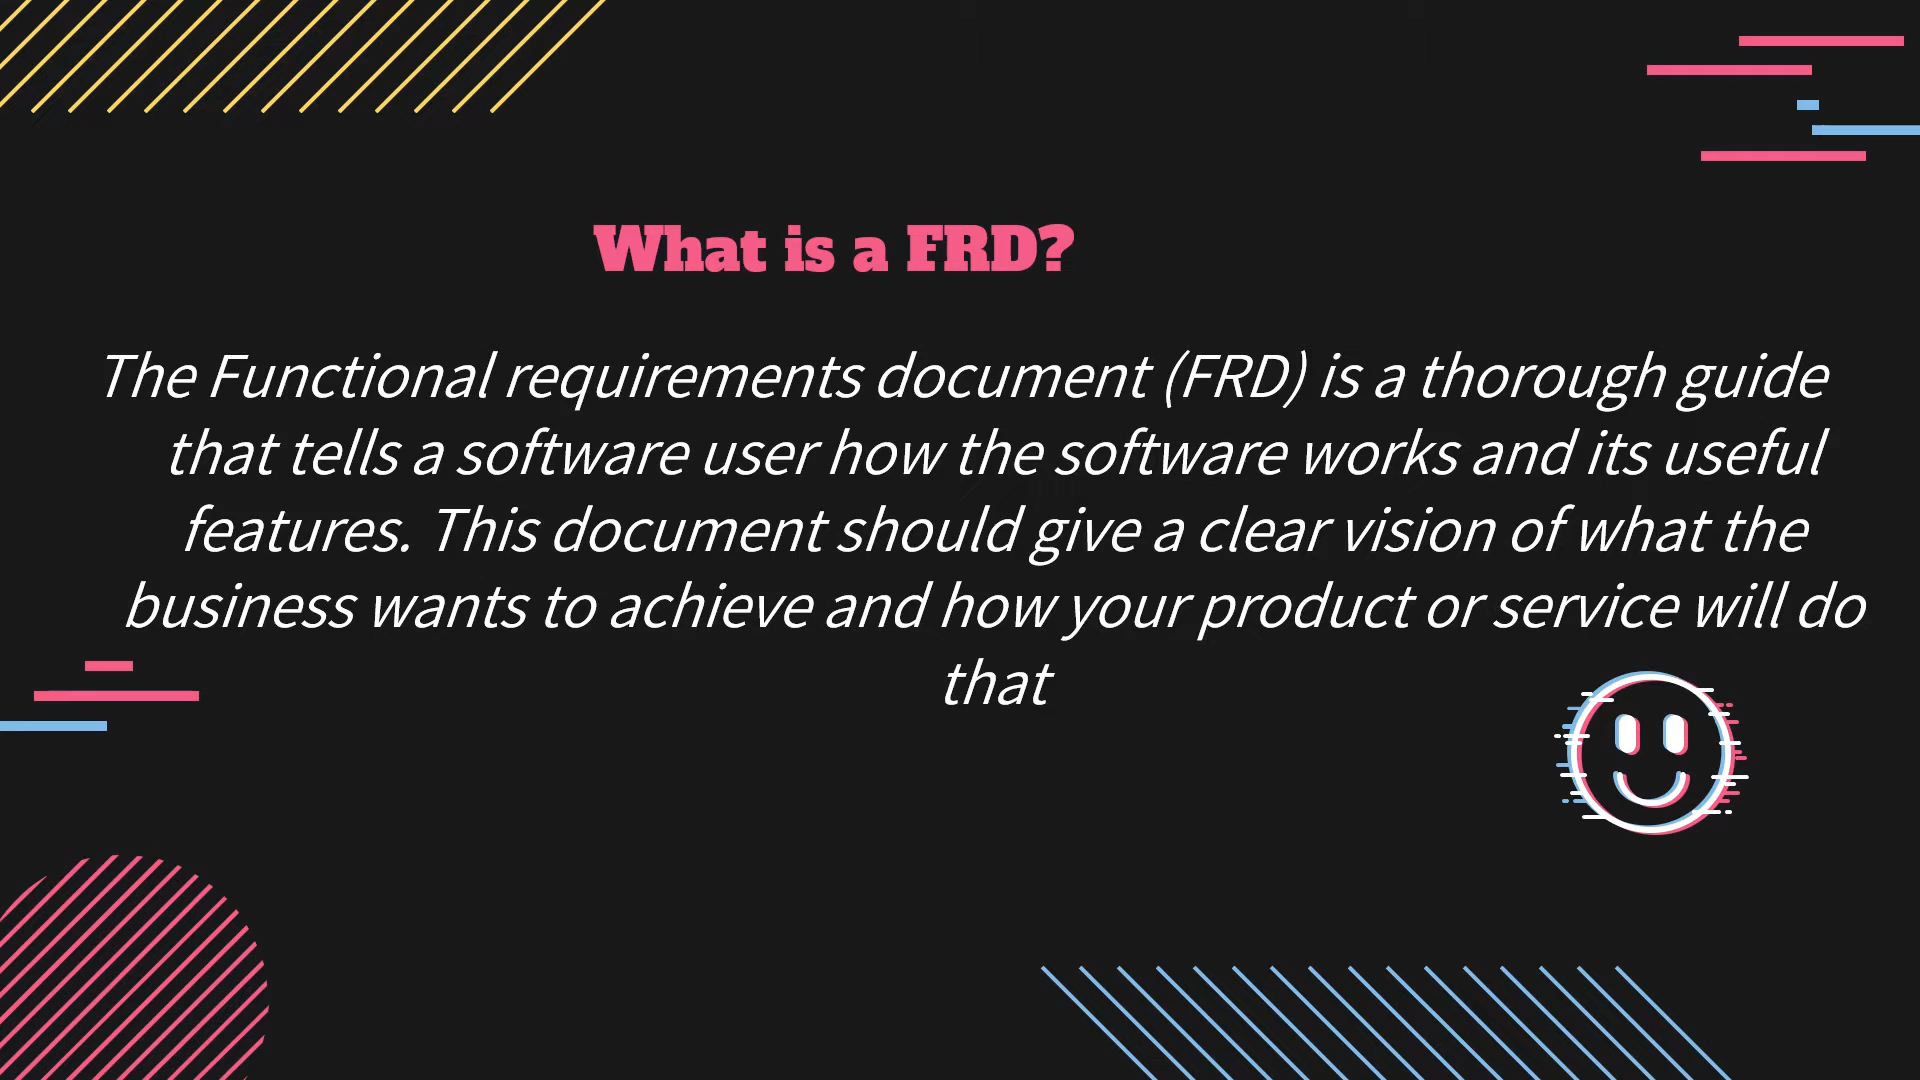 What is a FRD?
The Functional requirements document (FRD) is a thorough guide
that tells a software user how the software works and its useful
features. This document should give a clear vision of what the
business wants to achieve and how your product or service will do
that